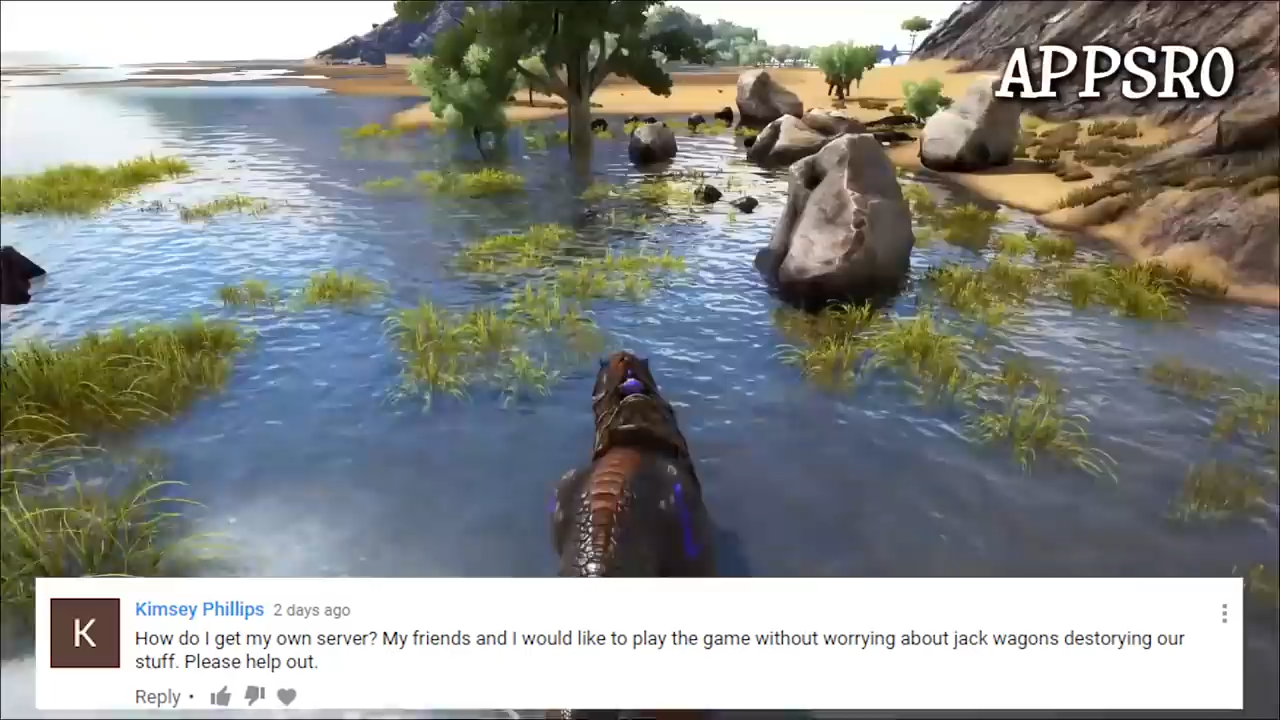 APPSRO
K
Kimsey Phillips 2 days ago
How do I get my own server? My friends and I would like to play the game without worrying about jack wagons destorying our
stuff. Please help out.
Reply •